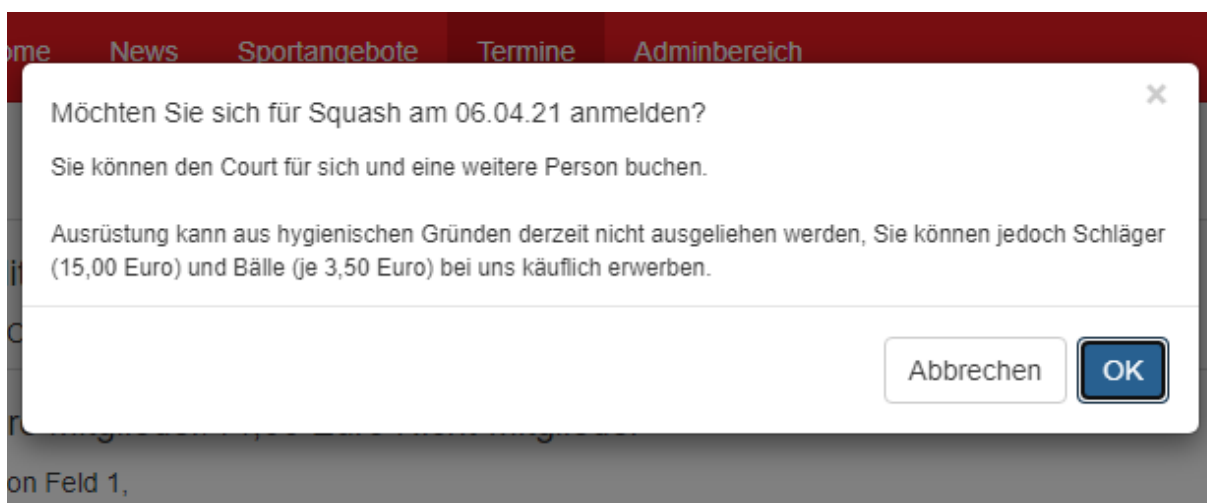 News Sportangebote Termine Adminbereich
Möchten Sie sich für Squash am 06.04.21 anmelden?
×
Sie können den Court für sich und eine weitere Person buchen.
Ausrüstung kann aus hygienischen Gründen derzeit nicht ausgeliehen werden, Sie können jedoch Schläger
(15,00 Euro) und Bälle (je 3,50 Euro) bei uns käuflich erwerben.
Abbrechen OK
on Feld 1,